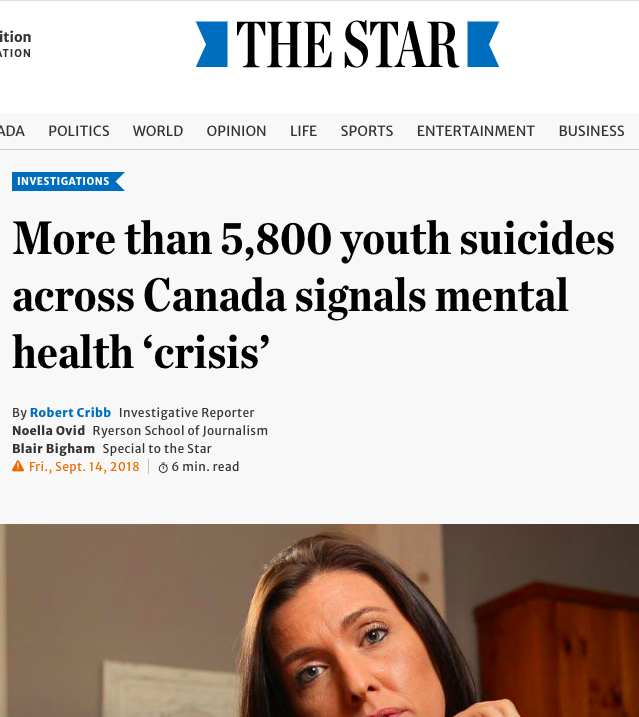 ition
ATION
THE STAR
ADA POLITICS WORLD OPINION LIFE SPORTS ENTERTAINMENT BUSINESS
INVESTIGATIONS
More than 5,800 youth suicides
across Canada signals mental
health ‘crisis’
By Robert Cribb Investigative Reporter
Noella Ovid Ryerson School of Journalism
Blair Bigham Special to the Star
Fri., Sept. 14, 2018 6 min. read